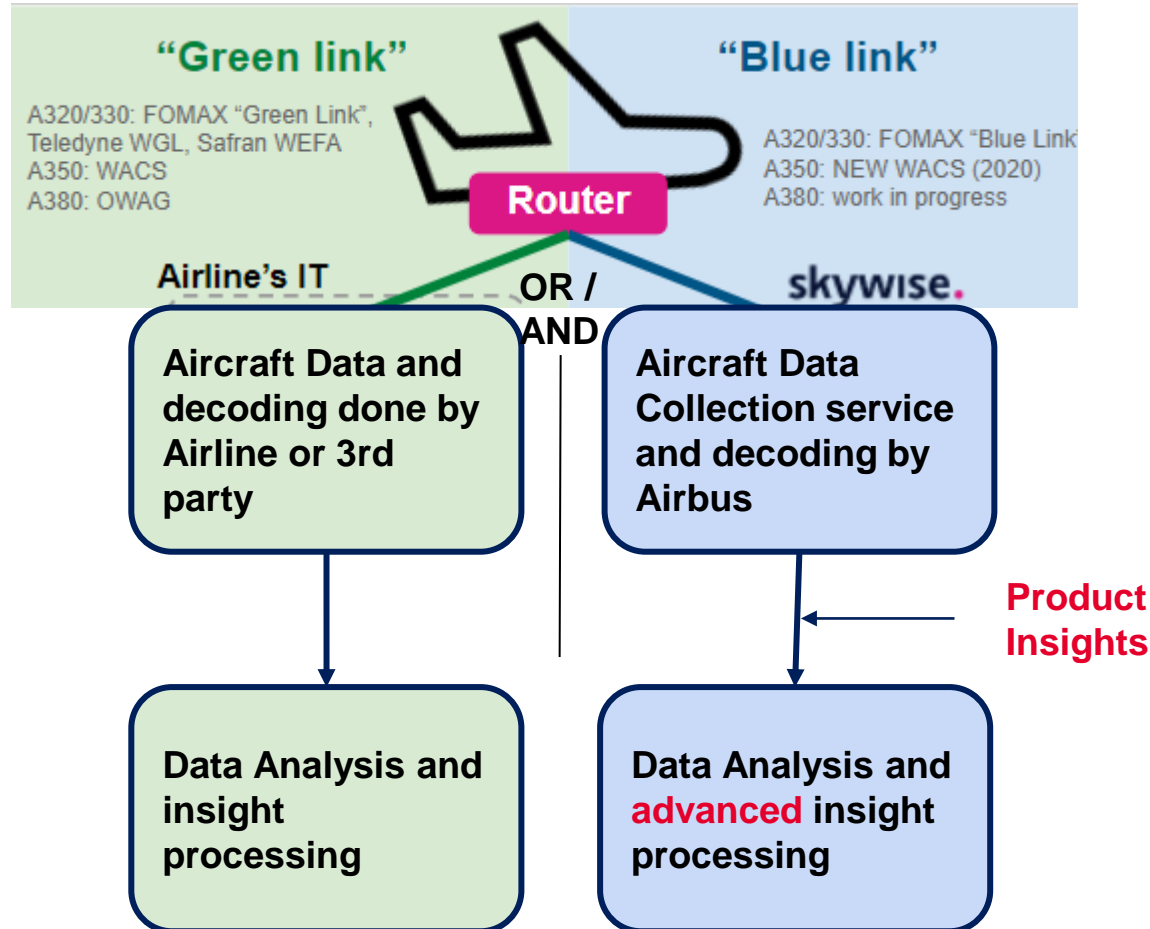 “Green link”
A320/330: FOMAX “Green Link”,
Teledyne WGL, Safran WEFA
A350: WACS
A380: OWAG
“Blue link”
A320/330: FOMAX “Blue Link”
A350: NEW WACS (2020)
A380: work in progress
Router
Airline’s IT
OR /
AND
skywise.
Aircraft Data and
decoding done by
Airline or 3rd
party
Aircraft Data
Collection service
and decoding by
Airbus
Product
Insights
Data Analysis and
insight
processing
Data Analysis and
advanced insight
processing